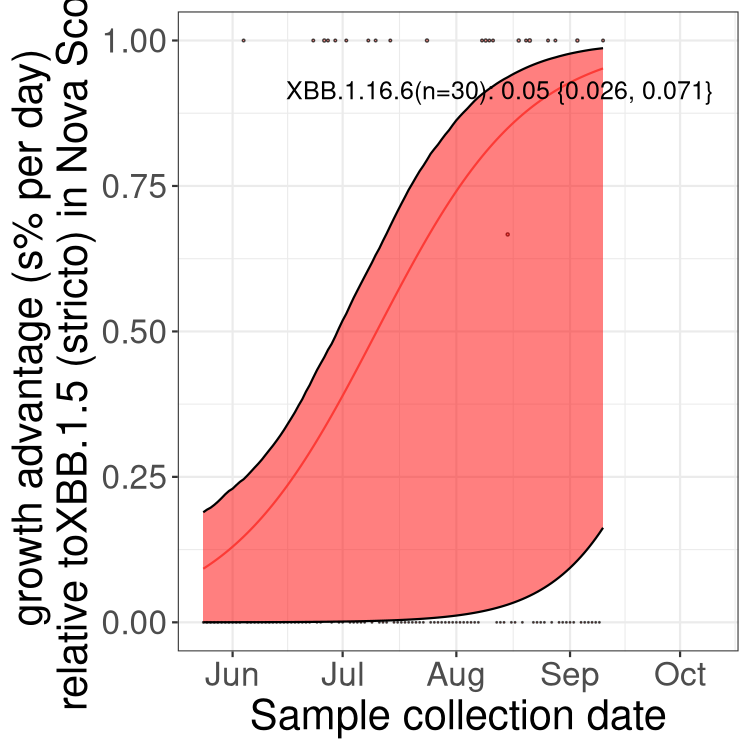 growth advantage (s% per day)
relative toXBB.1.5 (stricto) in Nova Sco
1.00
0.75
0.50
0.25
0.00
XBB.1.16.6(n=30): 0.05 {0.026, 0.071}
Jun Jul Aug Sep Oct
Sample collection date